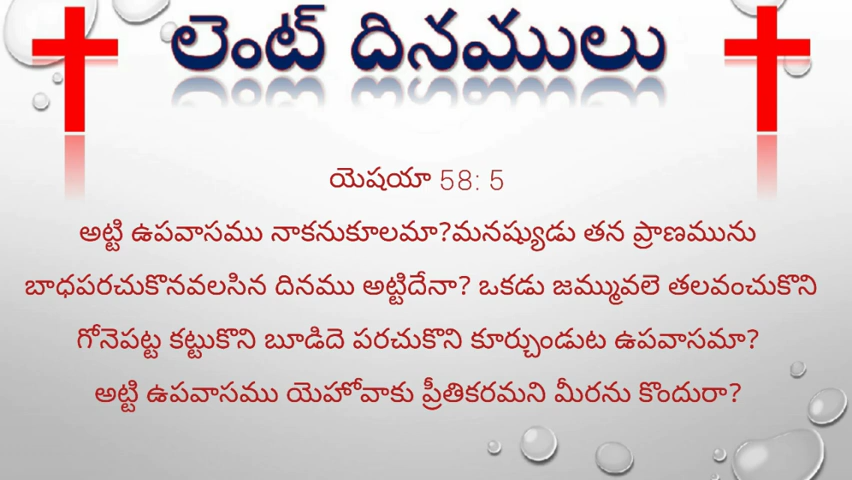 లెంట్ దినములు
యెషయా 58: 5
అట్టి ఉపవాసము నాకనుకూలమా?మనష్యుడు తన ప్రాణమును
బాధపరచుకొనవలసిన దినము అట్టిదేనా? ఒకడు జమ్మువలె తలవంచుకొని
గోనెపట్ట కట్టుకొని బూడిదె పరచుకొని కూర్చుండుట ఉపవాసమా?
అట్టి ఉపవాసము యెహోవాకు ప్రీతికరమని మీరను కొందురా?